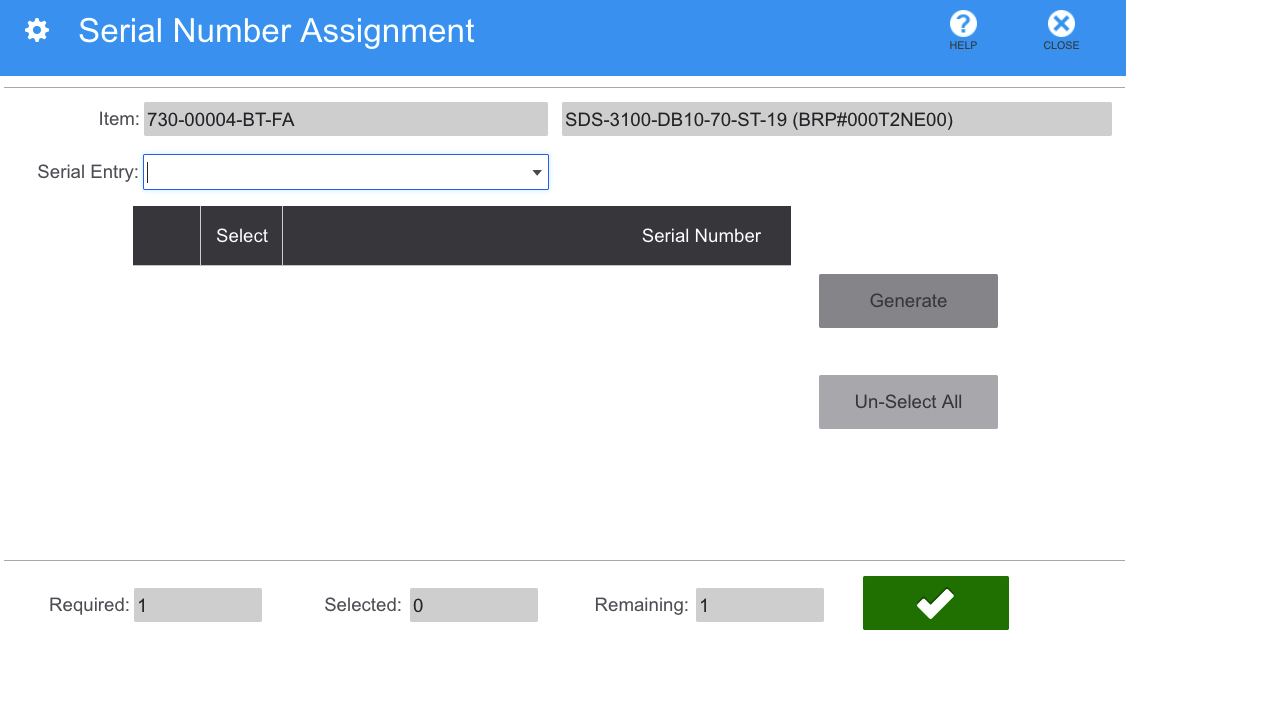 Serial Number Assignment
HELP
CLOSE
Item: 730-00004-BT-FA SDS-3100-DB10-70-ST-19 (BRP#000T2NE00)
Serial Entry:
Select Serial Number
Generate
Un-Select All
Required: 1 Selected: 0 Remaining: 1